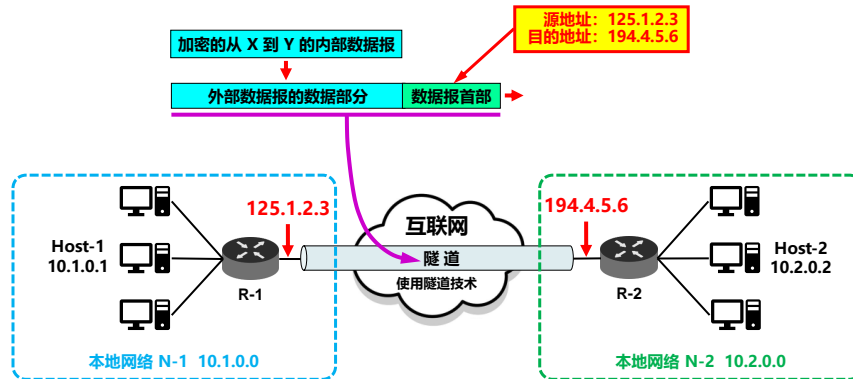 源地址：125.1.2.3
目的地址：194.4.5.6
加密的从 X 到 Y 的内部数据报
外部数据报的数据部分
数据报首部
125.1.2.3
互联网
194.4.5.6
Host-1
10.1.0.1
隧 道
Host-2
10.2.0.2
使用隧道技术
R-1
R-2
本地网络 N-1 10.1.0.0
本地网络 N-2 10.2.0.0